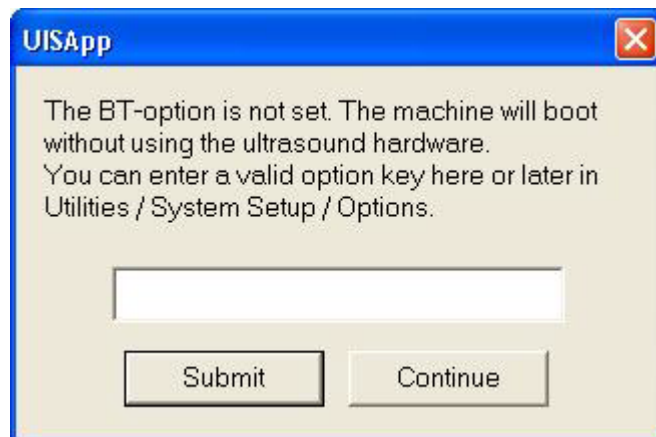 UISApp
The BT-option is not set. The machine will boot
without using the ultrasound hardware.
You can enter a valid option key here or later in
Utilities / System Setup / Options.
Submit Continue